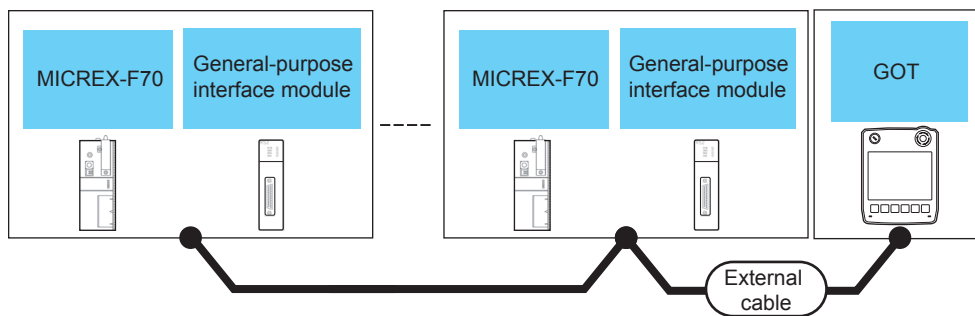 MICREX-F70
General-purpose
interface module
MICREX-F70
General-purpose
interface module
GOT
External
cable